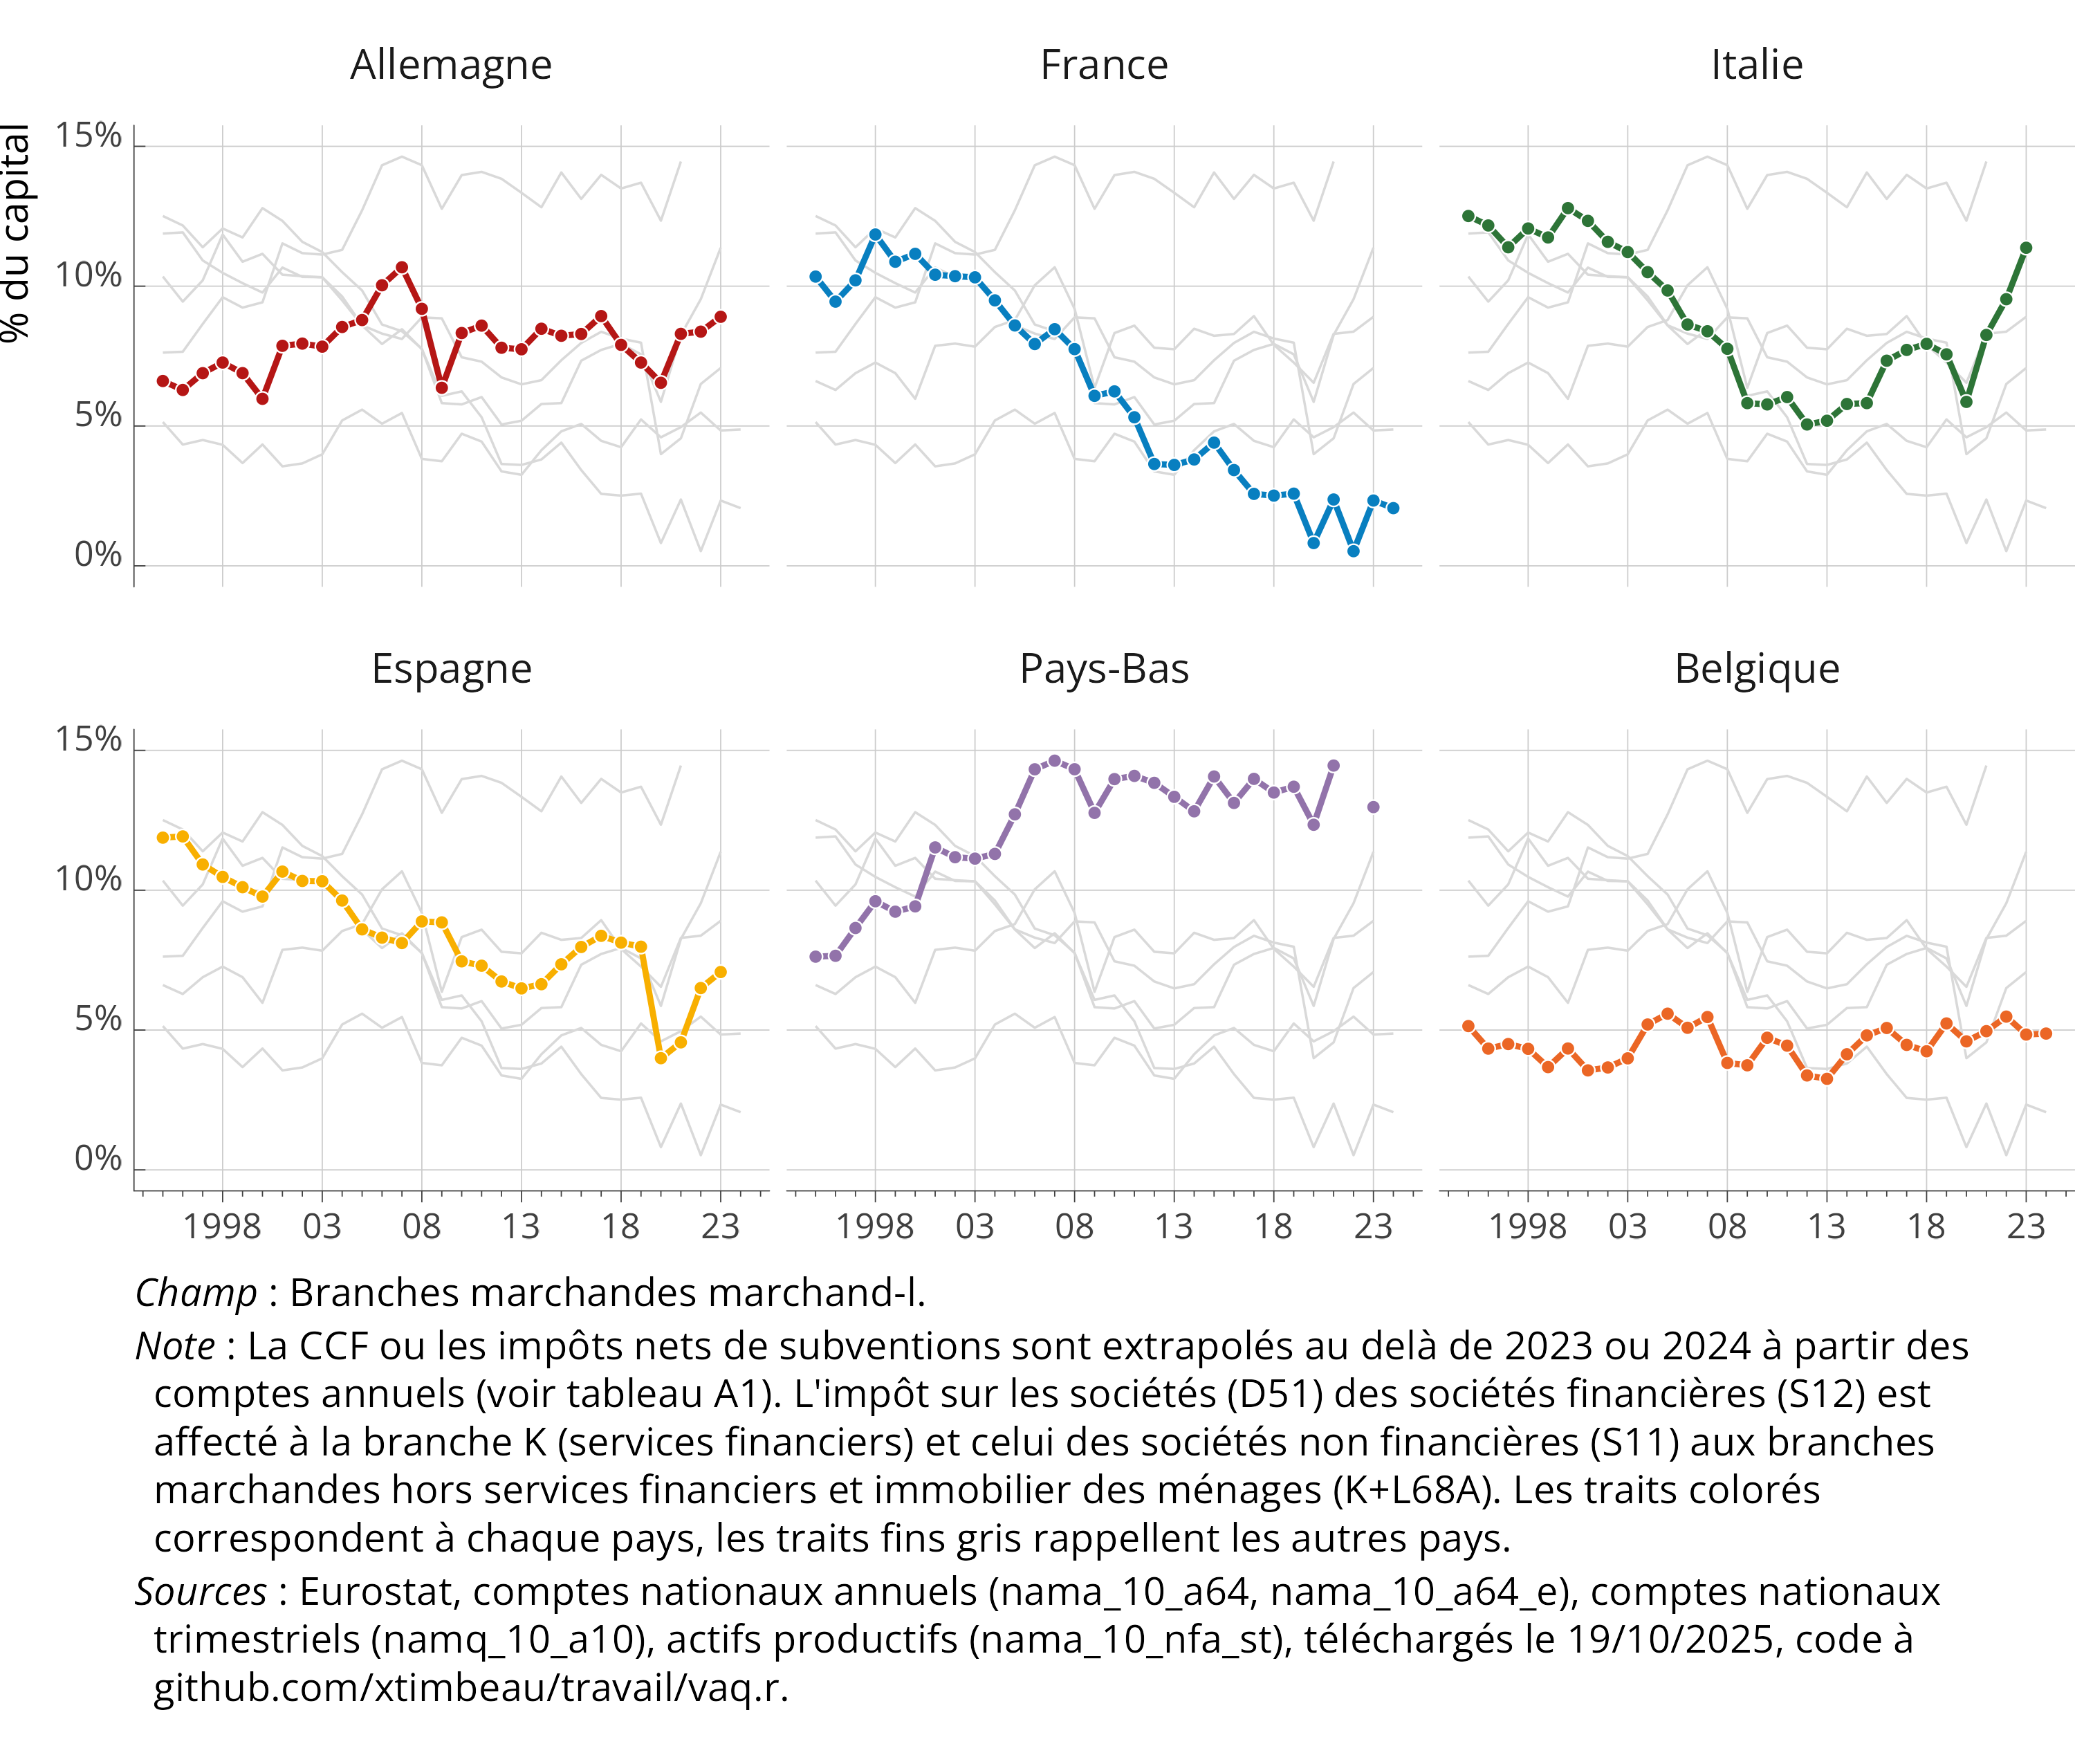 Allemagne
France
Italie
% du capital
15%
10%
5%
0%
Espagne
Pays-Bas
Belgique
15%
10%
5%
0%
1998 03 08 13 18 23
1998 03 08 13 18 23
1998 03 08 13 18 23
Champ : Branches marchandes marchand-l.
Note : La CCF ou les impôts nets de subventions sont extrapolés au delà de 2023 ou 2024 à partir des
comptes annuels (voir tableau A1). L'impôt sur les sociétés (D51) des sociétés financières (S12) est
affecté à la branche K (services financiers) et celui des sociétés non financières (S11) aux branches
marchandes hors services financiers et immobilier des ménages (K+L68A). Les traits colorés
correspondent à chaque pays, les traits fins gris rappellent les autres pays.
Sources : Eurostat, comptes nationaux annuels (nama_10_a64, nama_10_a64_e), comptes nationaux
trimestriels (namq_10_a10), actifs productifs (nama_10_nfa_st), téléchargés le 19/10/2025, code à
github.com/xtimbeau/travail/vaq.r.